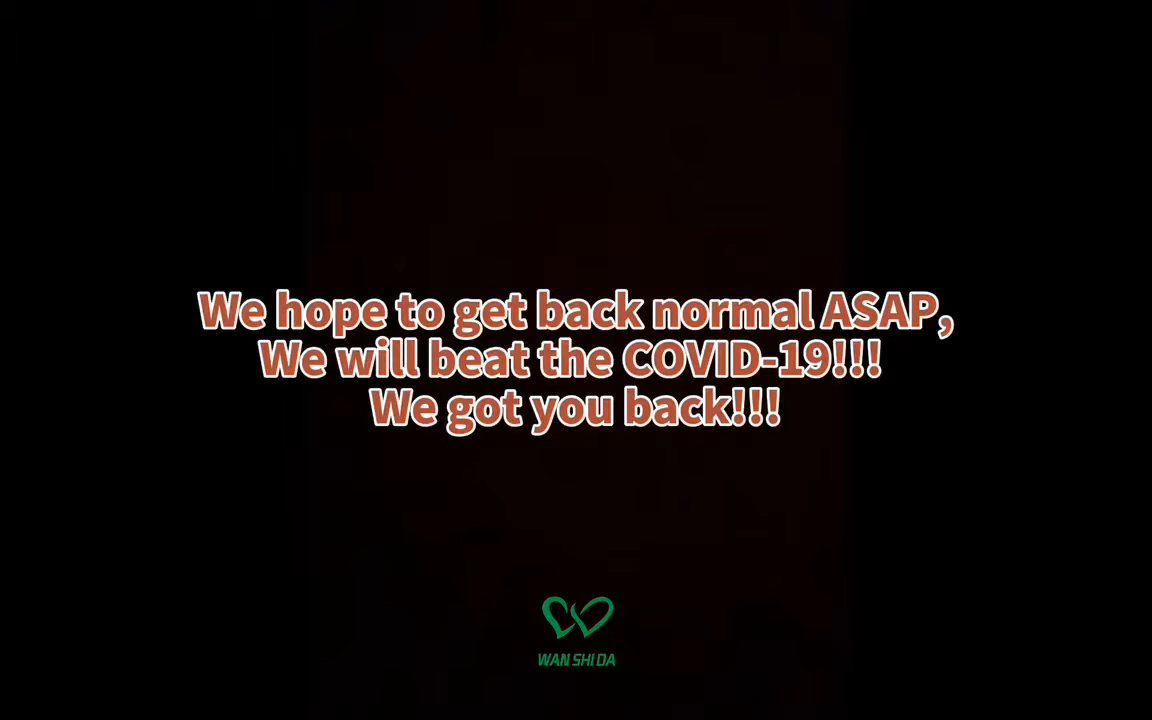 We hope to get back normal ASAP,
We will beat the COVID-19!!!
We got you back!!!
WAN SHI DA